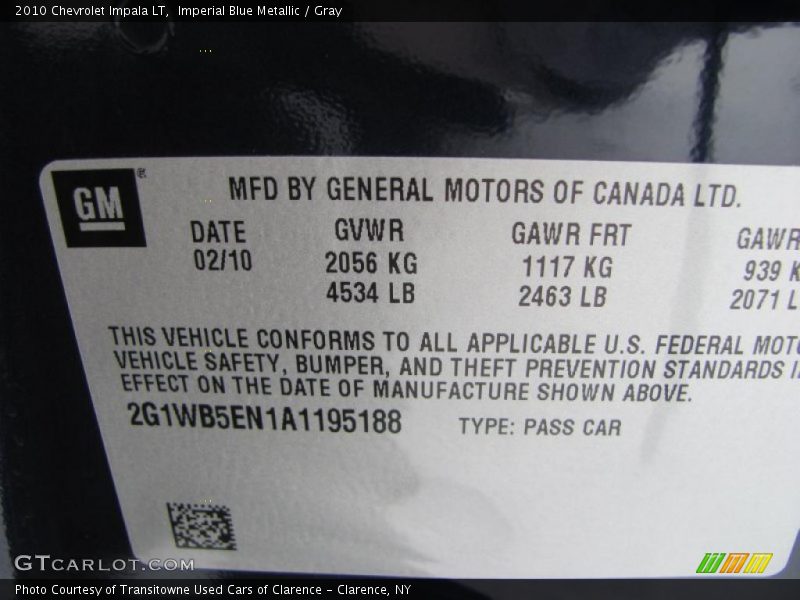 2010 Chevrolet Impala LT, Imperial Blue Metallic / Gray
GM ®
MFD BY GENERAL MOTORS OF CANADA LTD.
DATE GVWR GAWR FRT GAWR
02/10 2056 KG 1117 KG 939 K
4534 LB 2463 LB 2071 L
THIS VEHICLE CONFORMS TO ALL APPLICABLE U.S. FEDERAL MOTO
VEHICLE SAFETY, BUMPER, AND THEFT PREVENTION STANDARDS I
EFFECT ON THE DATE OF MANUFACTURE SHOWN ABOVE.
2G1WB5EN1A1195188 TYPE: PASS CAR
GTCARLOT.COM
Photo Courtesy of Transitowne Used Cars of Clarence - Clarence, NY